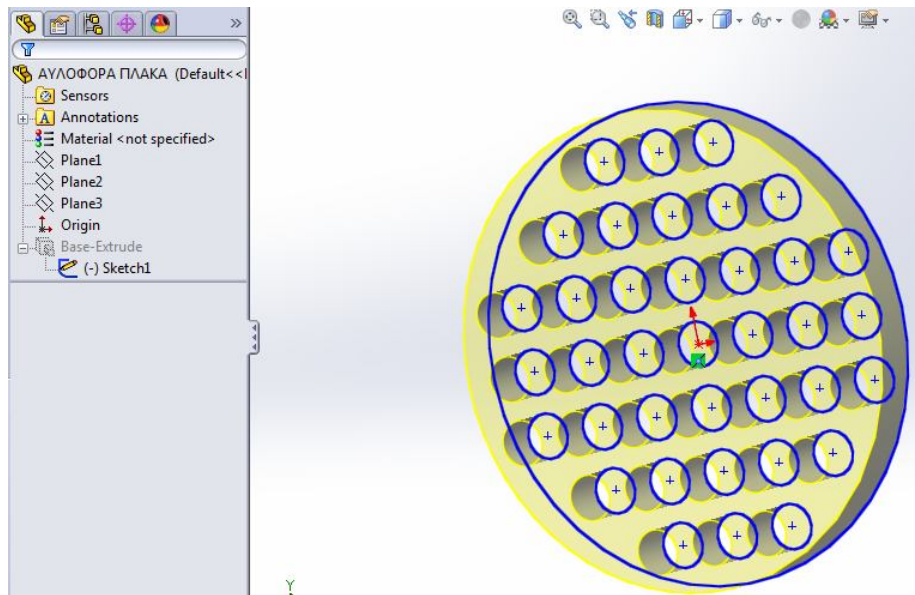 »
ΑΥΛΟΦΟΡΑ ΠΛΑΚΑ (Default<<
Sensors
A Annotations
Material <not specified>
Plane1
Plane2
Plane3
Origin
Base-Extrude
(-) Sketch1
Y